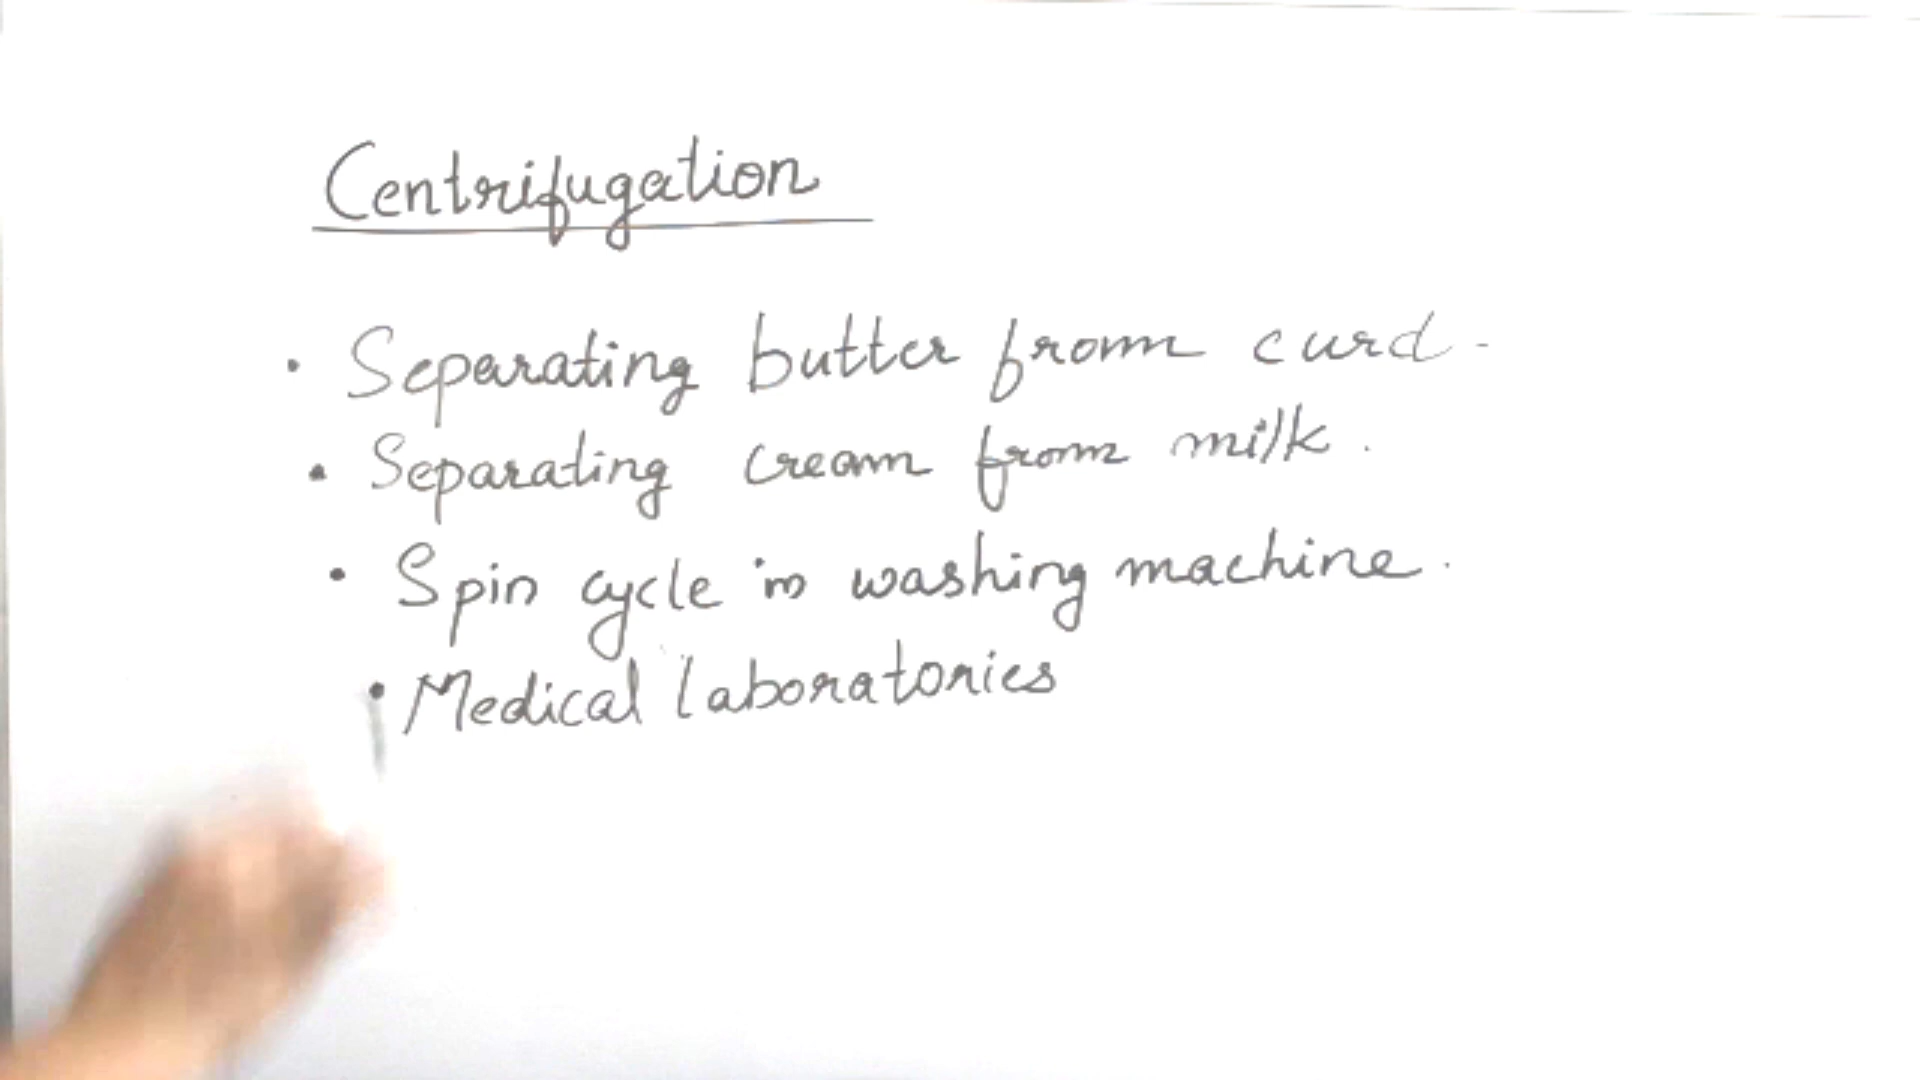 Centrifugation
• Separating butter from curd.
• Separating cream from milk.
• Spin cycle in washing machine.
• Medical laboratories